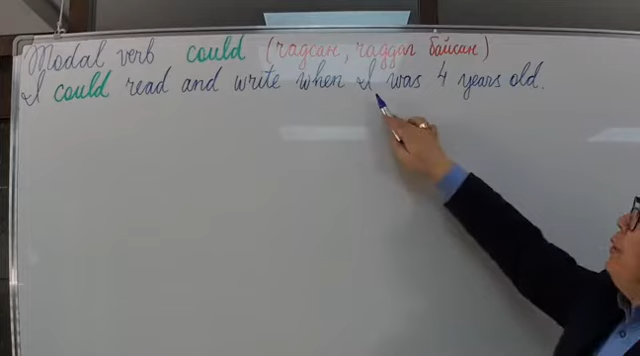 Modal verb could (чадсан, чаддаг байсан)
I could read and write when I was 4 years old.